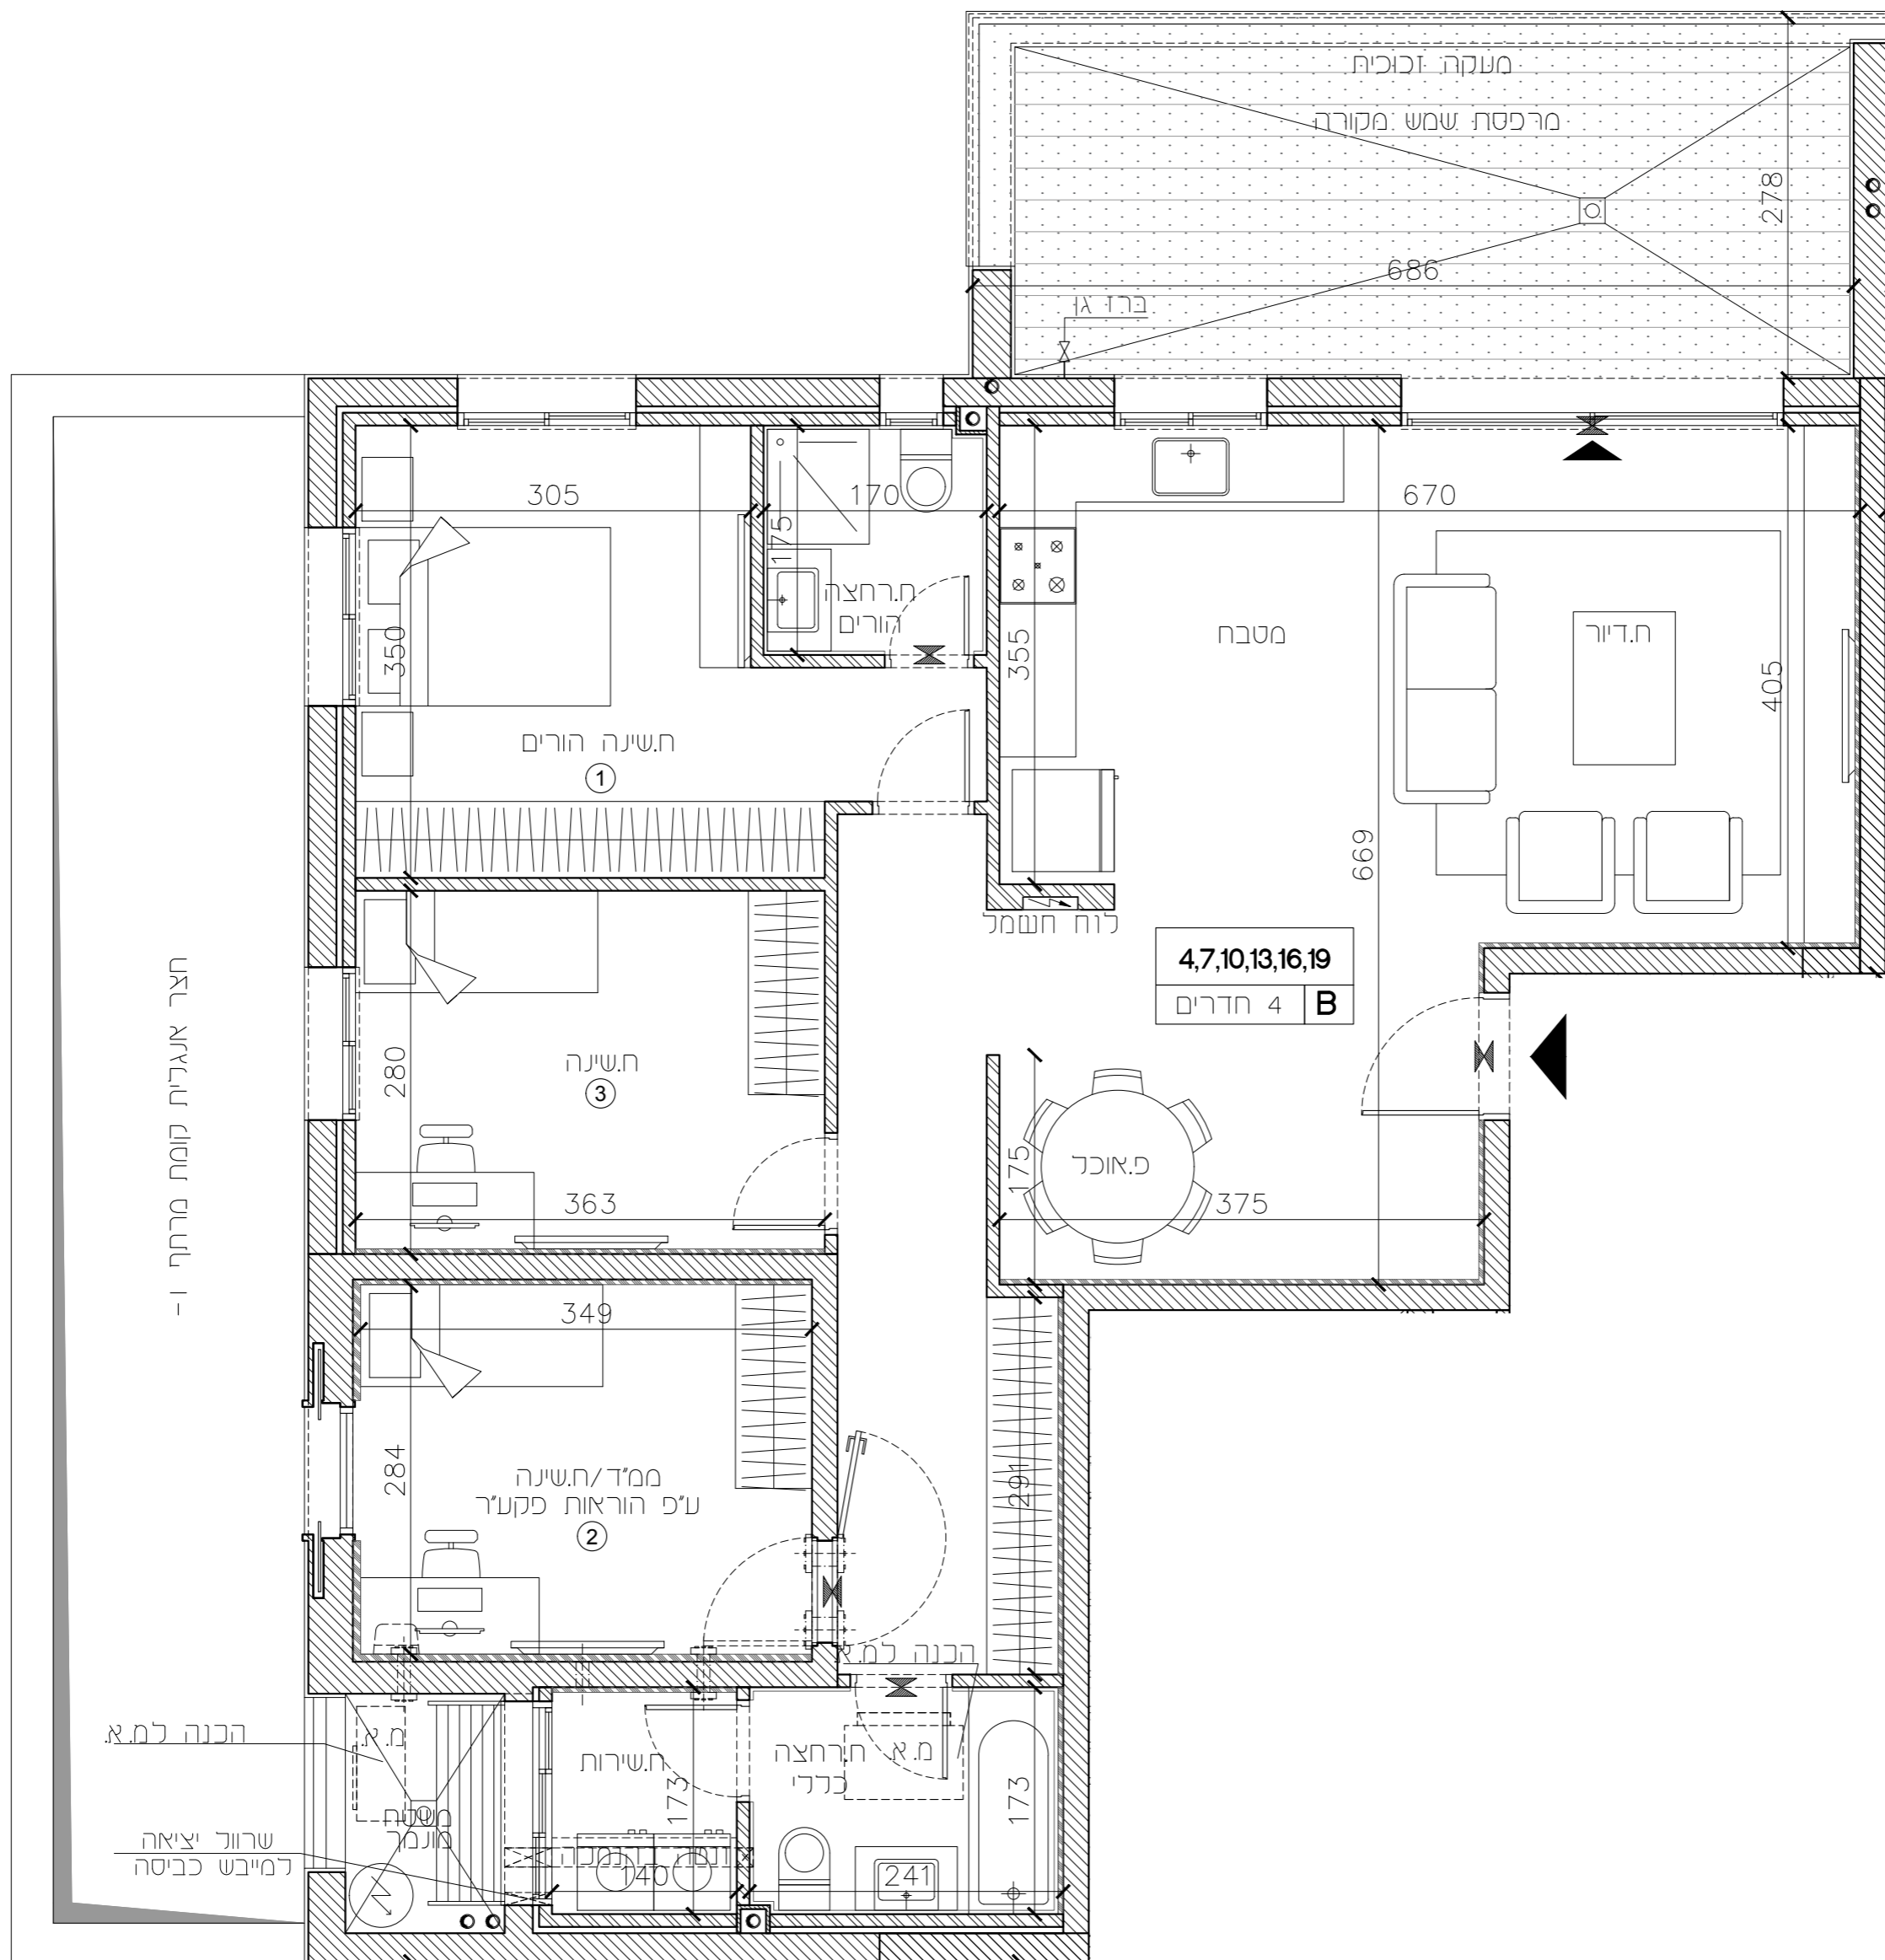 מעקה זכוכית
מרפסת שמש מקורה
278
686
ברז גן
305
170
175
670
ח.רחצה
הורים
350
355
מטבח
ח.דיור
405
ח.שינה הורים
1
669
לוח חשמל
4,7,10,13,16,19
4 חדרים
B
חצר אנגלית קומת מרתף 1-
280
ח.שינה
3
363
175
פ.אוכל
375
349
284
ממ"ד/ח.שינה
ע"פ הוראות פקע"ר
2
291
הכנה למ.א.
הכנה למ.א.
מ.א.
ח.שירות
ח.רחצה
כללי
מ.א.
173
173
משטח
מונמך
שרוול יציאה
למייבש כביסה
140
241